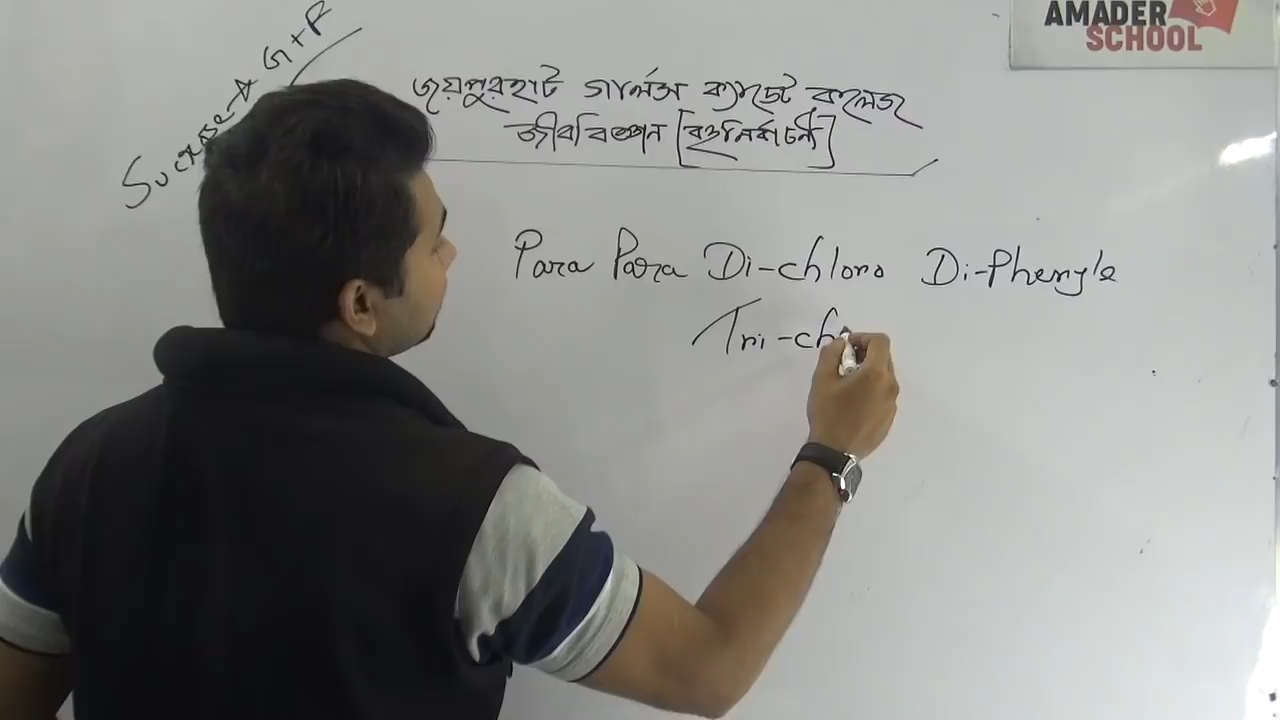 AMADER
SCHOOL
জয়পুরহাট গার্লস ক্যাডেট কলেজ
জীববিজ্ঞান [বহুনির্বাচনী]
Para Para Di-chloro Di-Phenyle
Tri-ch